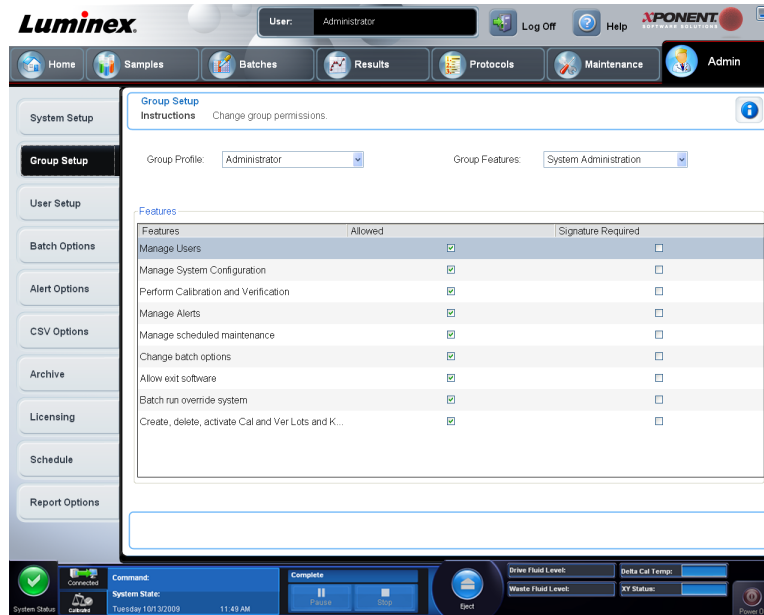 Luminex.
User: Administrator
Log Off
Help
XPONENT
SOFTWARE SOLUTIONS
Home
Samples
Batches
Results
Protocols
Maintenance
Admin
System Setup
Group Setup
User Setup
Batch Options
Alert Options
CSV Options
Archive
Licensing
Schedule
Report Options
Group Setup
Instructions Change group permissions.
Group Profile: Administrator
Group Features: System Administration
Features
Features Allowed Signature Required
Manage Users
Manage System Configuration
Perform Calibration and Verification
Manage Alerts
Manage scheduled maintenance
Change batch options
Allow exit software
Batch run override system
Create, delete, activate Cal and Ver Lots and K...
System Status
Connected
Calibrated
Command:
System State:
Tuesday 10/13/2009 11:49 AM
Complete
Pause
Stop
Eject
Drive Fluid Level:
Waste Fluid Level:
Delta Cal Temp:
XY Status:
Power O